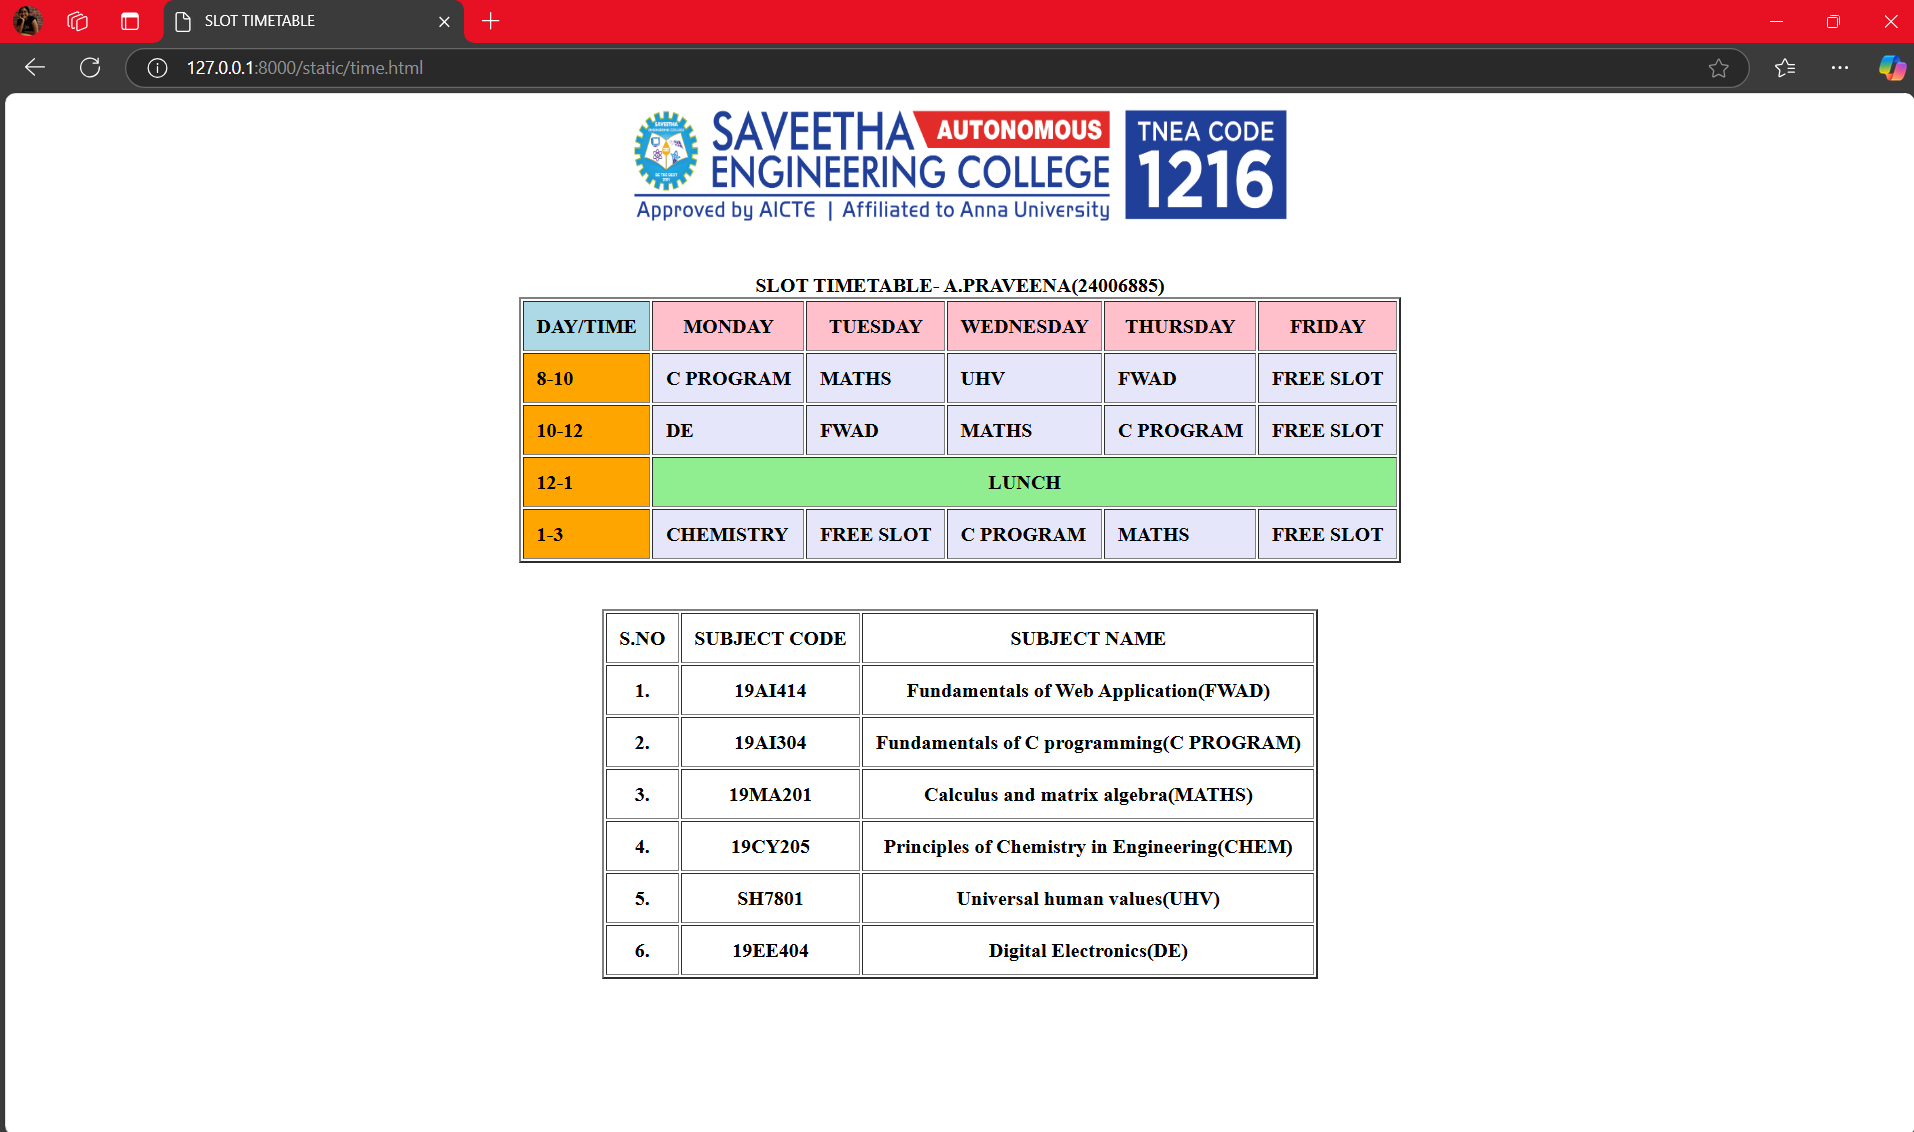 SLOT TIMETABLE
127.0.0.1:8000/static/time.html
SAVEETHA AUTONOMOUS
ENGINEERING COLLEGE
Approved by AICTE | Affiliated to Anna University
TNEA CODE
1216
SLOT TIMETABLE- A.PRAVEENA(24006885)
DAY/TIME MONDAY TUESDAY WEDNESDAY THURSDAY FRIDAY
8-10 C PROGRAM MATHS UHV FWAD FREE SLOT
10-12 DE FWAD MATHS C PROGRAM FREE SLOT
12-1 LUNCH
1-3 CHEMISTRY FREE SLOT C PROGRAM MATHS FREE SLOT
S.NO SUBJECT CODE SUBJECT NAME
1. 19AI414 Fundamentals of Web Application(FWAD)
2. 19AI304 Fundamentals of C programming(C PROGRAM)
3. 19MA201 Calculus and matrix algebra(MATHS)
4. 19CY205 Principles of Chemistry in Engineering(CHEM)
5. SH7801 Universal human values(UHV)
6. 19EE404 Digital Electronics(DE)